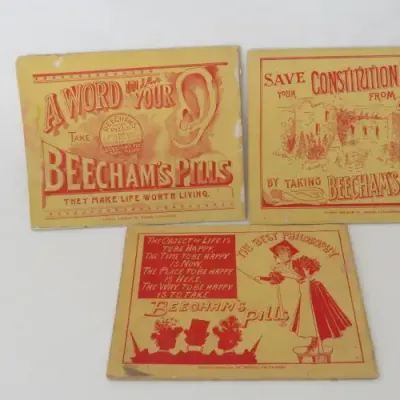 A WORD IN YOUR
TAKE
BEECHAM'S
PILLS
BEECHAM'S PILLS
THEY MAKE LIFE WORTH LIVING.
SAVE YOUR CONSTITUTION
FROM
BY TAKING BEECHAM'S
THE OBJECT OF LIFE IS
TO BE HAPPY.
THE TIME TO BE HAPPY
IS NOW,
THE PLACE TO BE HAPPY
IS HERE,
THE WAY TO BE HAPPY
IS TO TAKE
BEECHAM'S PILLS
THE BEST PHILOSOPHY